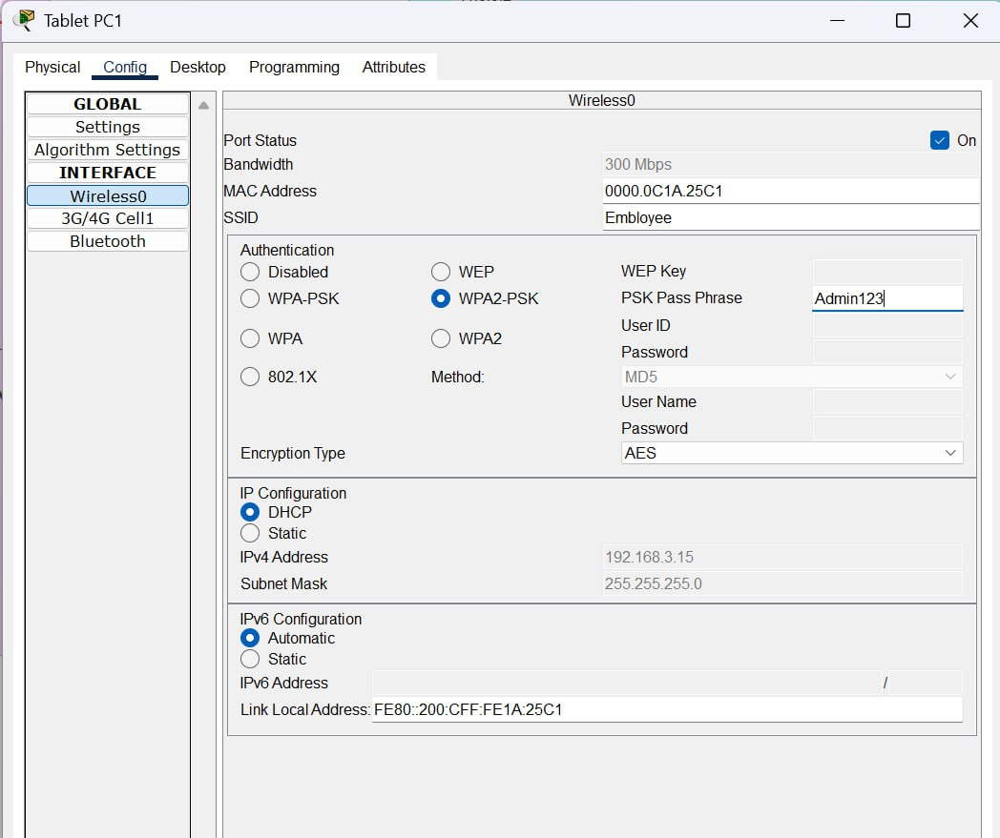 Tablet PC1
Physical Config Desktop Programming Attributes
GLOBAL
Settings
Algorithm Settings
INTERFACE
Wireless0
3G/4G Cell1
Bluetooth
Wireless0
Port Status On
Bandwidth 300 Mbps
MAC Address 0000.0C1A.25C1
SSID Embloyee
Authentication
Disabled WEP WEP Key
WPA-PSK WPA2-PSK PSK Pass Phrase Admin123
User ID
WPA WPA2
Password
802.1X Method: MD5
User Name
Password
Encryption Type AES
IP Configuration
DHCP
Static
IPv4 Address 192.168.3.15
Subnet Mask 255.255.255.0
IPv6 Configuration
Automatic
Static
IPv6 Address /
Link Local Address: FE80::200:CFF:FE1A:25C1